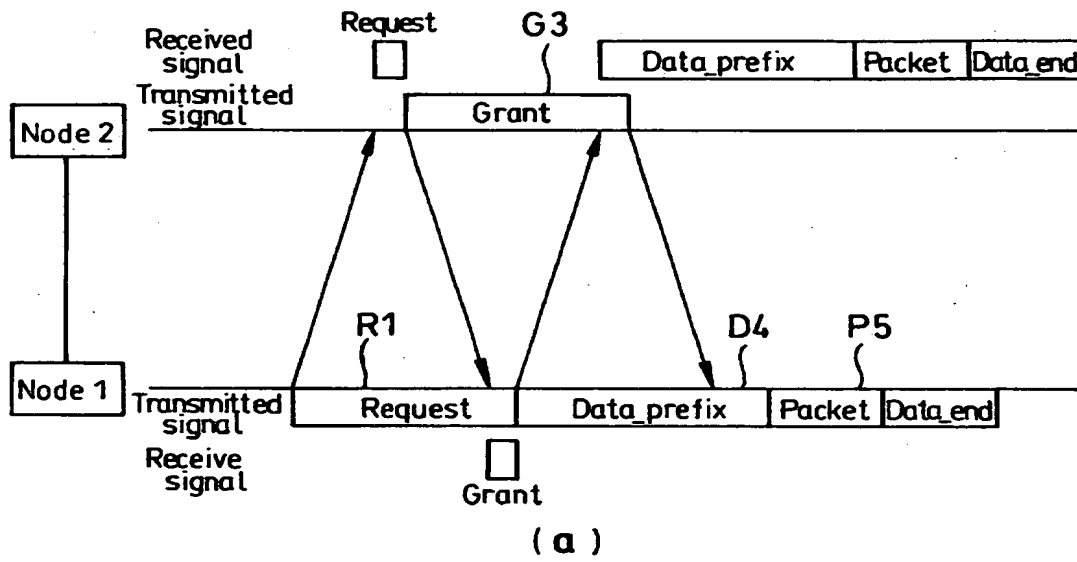 Request
G3
Received signal
Data_prefix
Packet
Data_end
Transmitted signal
Grant
Node 2
R1
D4
P5
Node 1
Transmitted signal
Request
Data_prefix
Packet
Data_end
Receive signal
Grant
(a)